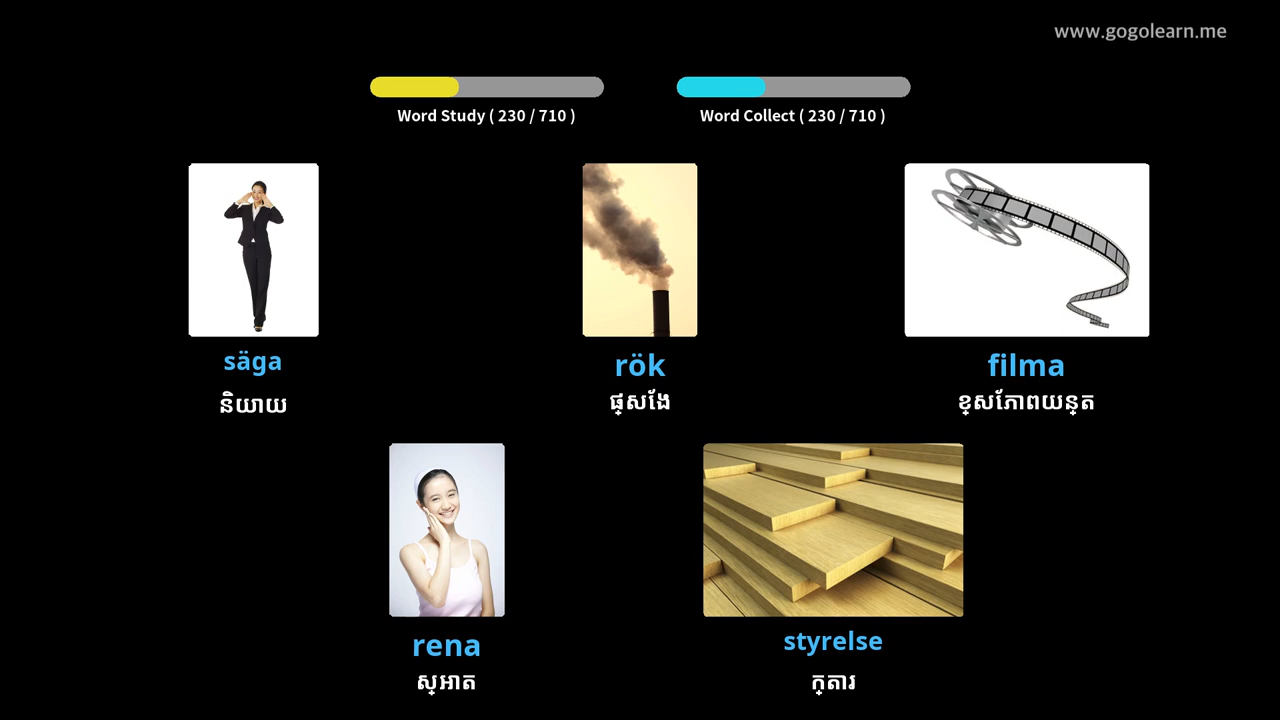 www.gogolearn.me
Word Study ( 230 / 710 )
Word Collect ( 230 / 710 )
säga
និយាយ
rök
ផ្សែង
filma
ខ្សែភាពយន្ត
rena
ស្អាត
styrelse
ក្តារ